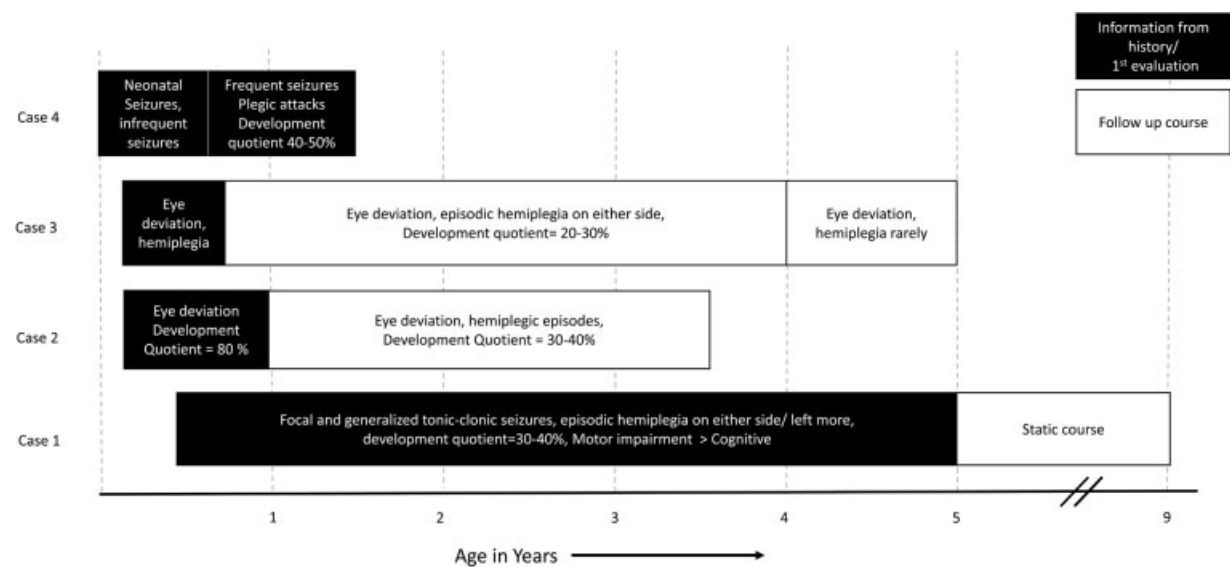 Information from
history/
1st evaluation
Follow up course
Case 4
Neonatal
Seizures,
infrequent
seizures
Frequent seizures
Plegic attacks
Development
quotient 40-50%
Case 3
Eye
deviation,
hemiplegia
Eye deviation, episodic hemiplegia on either side,
Development quotient= 20-30%
Eye deviation,
hemiplegia rarely
Case 2
Eye deviation
Development
Quotient = 80 %
Eye deviation, hemiplegic episodes,
Development Quotient = 30-40%
Case 1
Focal and generalized tonic-clonic seizures, episodic hemiplegia on either side/ left more,
development quotient=30-40%, Motor impairment > Cognitive
Static course
1 2 3 4 5 9
Age in Years